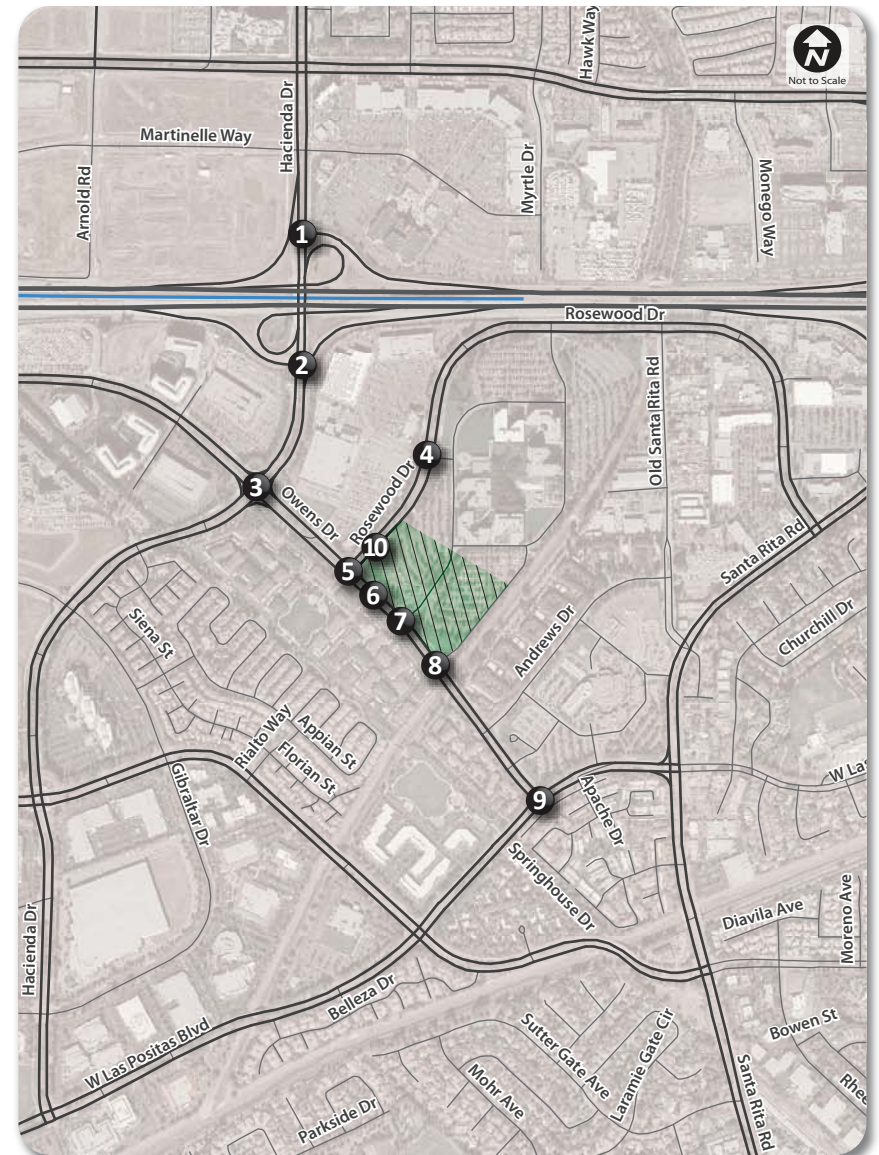 Hawk Way
N
Not to Scale
Martinelle Way
Hacienda Dr
Arnold Rd
Myrtle Dr
Monego Way
1
Rosewood Dr
2
Old Santa Rita Rd
4
3
Owens Dr
Rosewood Dr
10
5
6
7
8
Santa Rita Rd
Churchill Dr
Andrews Dr
Siena St
Rialto Way
Appian St
Florian St
Gibraltar Dr
W Las
9
Apache Dr
Springhouse Dr
Diavila Ave
Moreno Ave
Hacienda Dr
Belleza Dr
W Las Positas Blvd
Bowen St
Sutter Gate Ave
Laramie Gate Cir
Mohr Ave
Parkside Dr
Santa Rita Rd
Rhee